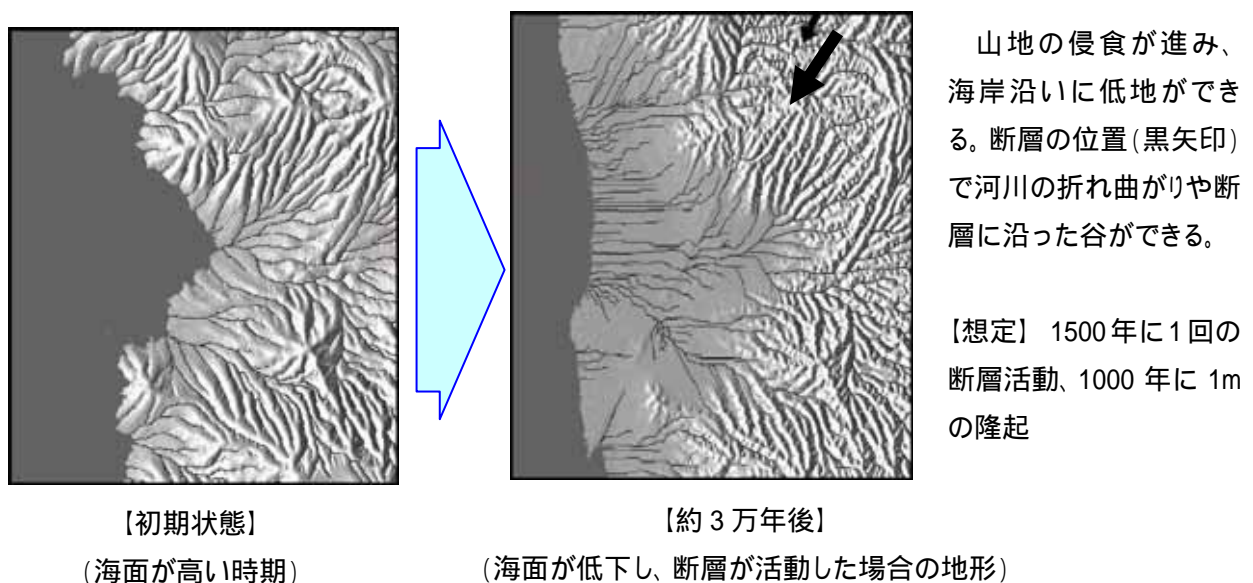 山地の侵食が進み、
海岸沿いに低地ができ
る。断層の位置(黒矢印)
で河川の折れ曲がりや断
層に沿った谷ができる。
【想定】 1500年に1回の
断層活動、1000 年に 1m
の隆起
【初期状態】
(海面が高い時期)
【約 3 万年後】
(海面が低下し、断層が活動した場合の地形)